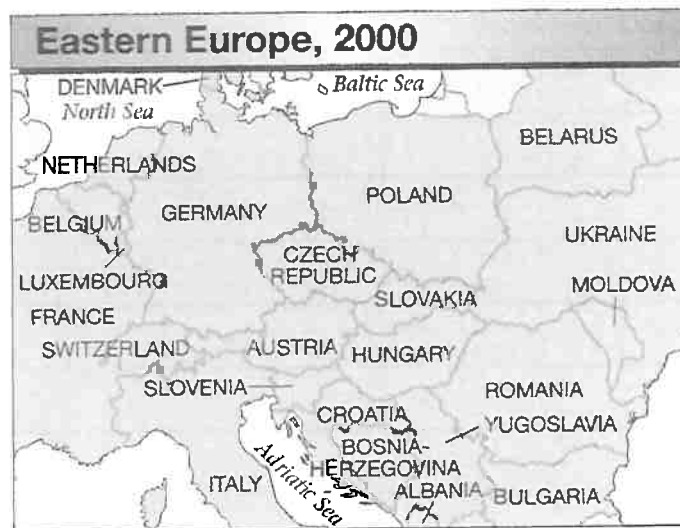 Eastern Europe, 2000
DENMARK
Baltic Sea
North Sea
BELARUS
NETHERLANDS
POLAND
GERMANY
BELGIUM
UKRAINE
CZECH
REPUBLIC
LUXEMBOURG
MOLDOVA
SLOVAKIA
FRANCE
SWITZERLAND
AUSTRIA
HUNGARY
SLOVENIA
ROMANIA
CROATIA
YUGOSLAVIA
BOSNIA-
HERZEGOVINA
Adriatic Sea
ITALY
ALBANIA
BULGARIA